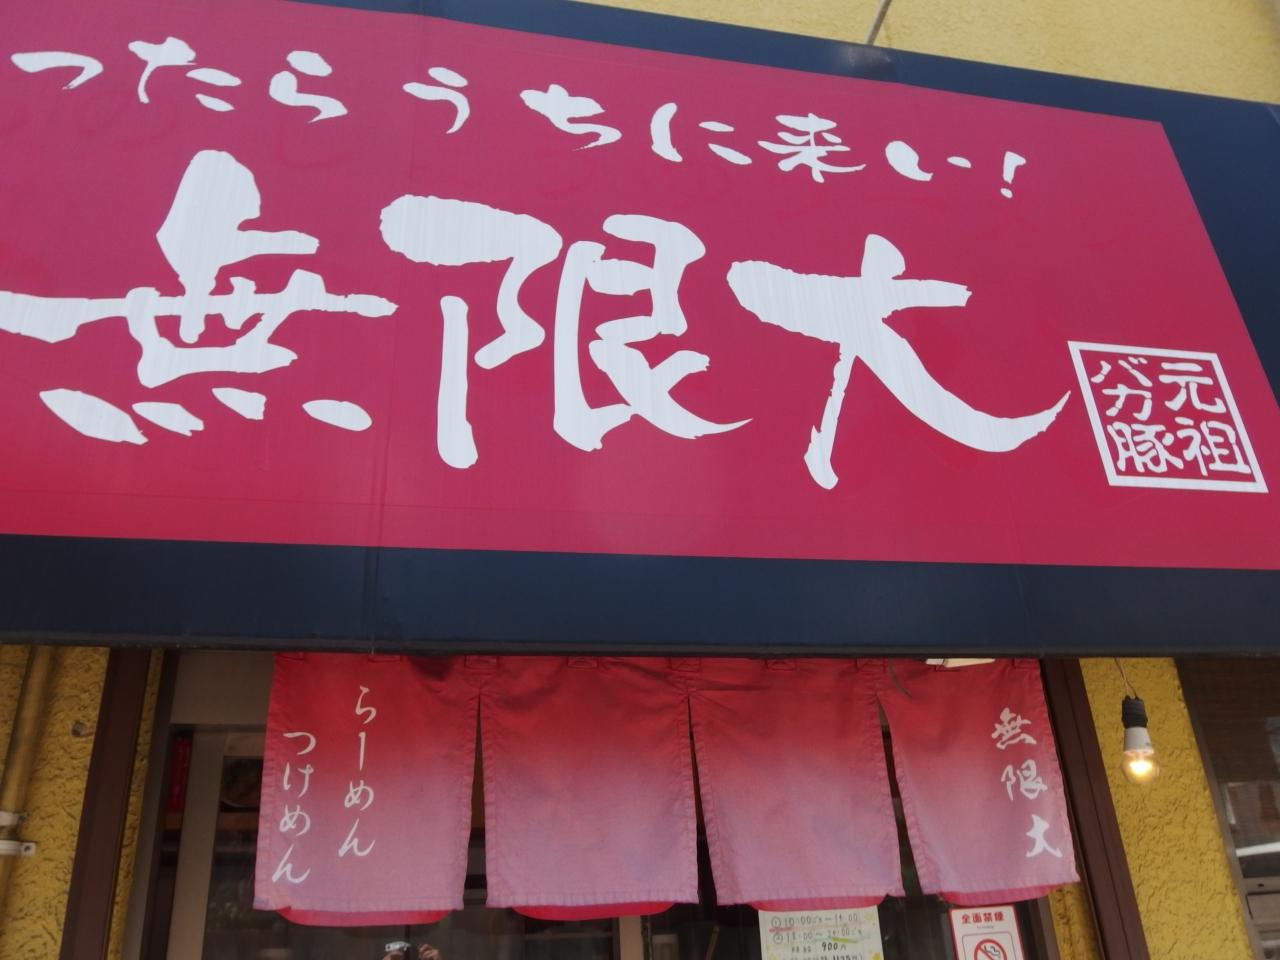 ったらうちに来い!
無限大
元祖
バカ豚
無限大
らーめん
つけめん
全面禁煙
900円